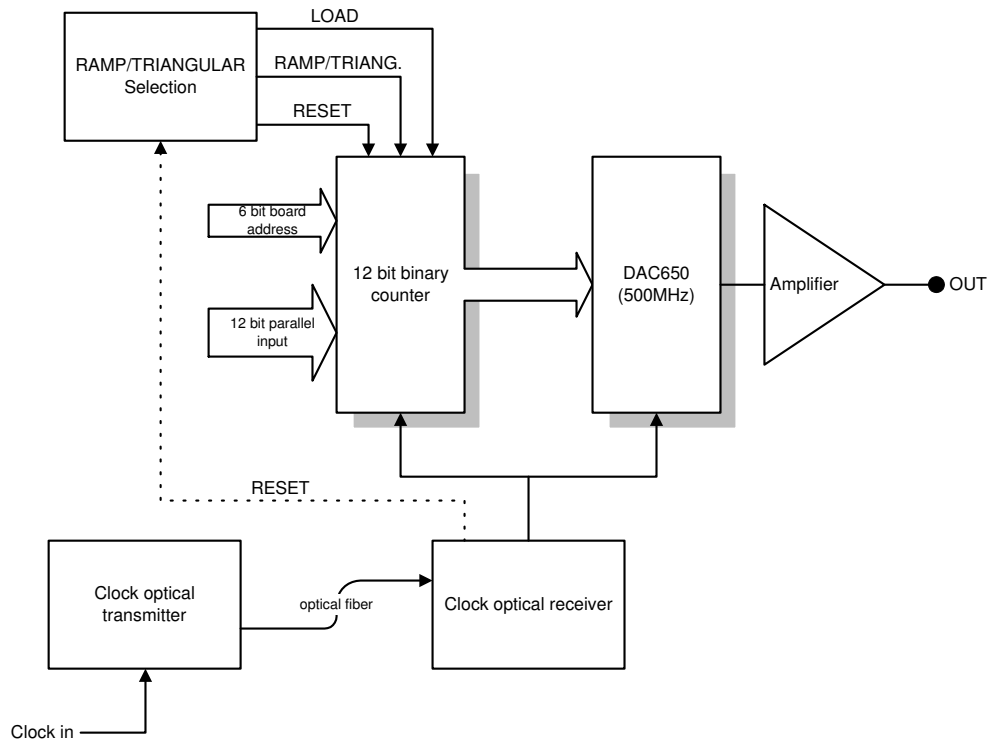 LOAD
RAMP/TRIANGULAR
Selection
RAMP/TRIANG.
RESET
6 bit board
address
12 bit binary
counter
DAC650
(500MHz)
Amplifier
OUT
12 bit parallel
input
RESET
Clock optical
transmitter
optical fiber
Clock optical receiver
Clock in